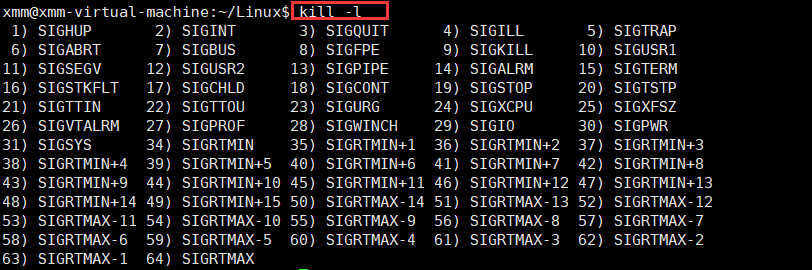 xmm@xmm-virtual-machine:~/Linux$ kill -l
 1) SIGHUP       2) SIGINT       3) SIGQUIT      4) SIGILL       5) SIGTRAP
 6) SIGABRT      7) SIGBUS       8) SIGFPE       9) SIGKILL     10) SIGUSR1
11) SIGSEGV     12) SIGUSR2     13) SIGPIPE     14) SIGALRM     15) SIGTERM
16) SIGSTKFLT   17) SIGCHLD     18) SIGCONT     19) SIGSTOP     20) SIGTSTP
21) SIGTTIN     22) SIGTTOU     23) SIGURG      24) SIGXCPU     25) SIGXFSZ
26) SIGVTALRM   27) SIGPROF     28) SIGWINCH    29) SIGIO       30) SIGPWR
31) SIGSYS      34) SIGRTMIN    35) SIGRTMIN+1  36) SIGRTMIN+2  37) SIGRTMIN+3
38) SIGRTMIN+4  39) SIGRTMIN+5  40) SIGRTMIN+6  41) SIGRTMIN+7  42) SIGRTMIN+8
43) SIGRTMIN+9  44) SIGRTMIN+10 45) SIGRTMIN+11 46) SIGRTMIN+12 47) SIGRTMIN+13
48) SIGRTMIN+14 49) SIGRTMIN+15 50) SIGRTMAX-14 51) SIGRTMAX-13 52) SIGRTMAX-12
53) SIGRTMAX-11 54) SIGRTMAX-10 55) SIGRTMAX-9  56) SIGRTMAX-8  57) SIGRTMAX-7
58) SIGRTMAX-6  59) SIGRTMAX-5  60) SIGRTMAX-4  61) SIGRTMAX-3  62) SIGRTMAX-2
63) SIGRTMAX-1  64) SIGRTMAX